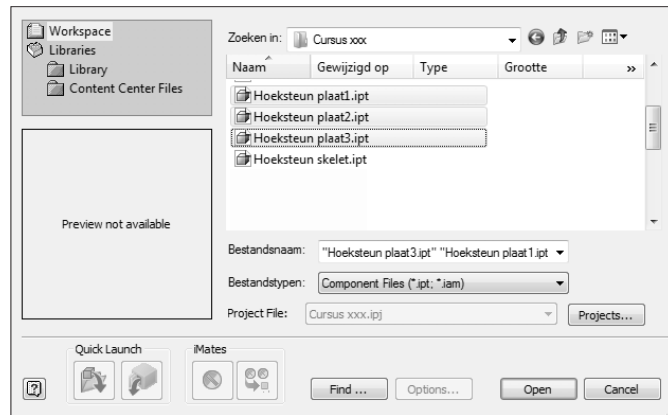 Workspace
Libraries
Library
Content Center Files
Preview not available
Zoeken in: Cursus xxx
Naam Gewijzigd op Type Grootte »
Hoeksteun plaat1.ipt
Hoeksteun plaat2.ipt
Hoeksteun plaat3.ipt
Hoeksteun skelet.ipt
Bestandsnaam: "Hoeksteun plaat3.ipt" "Hoeksteun plaat1.ipt
Bestandstypen: Component Files (*.ipt; *.iam)
Project File: Cursus xxx.ipj Projects...
Quick Launch iMates
Find ... Options... Open Cancel